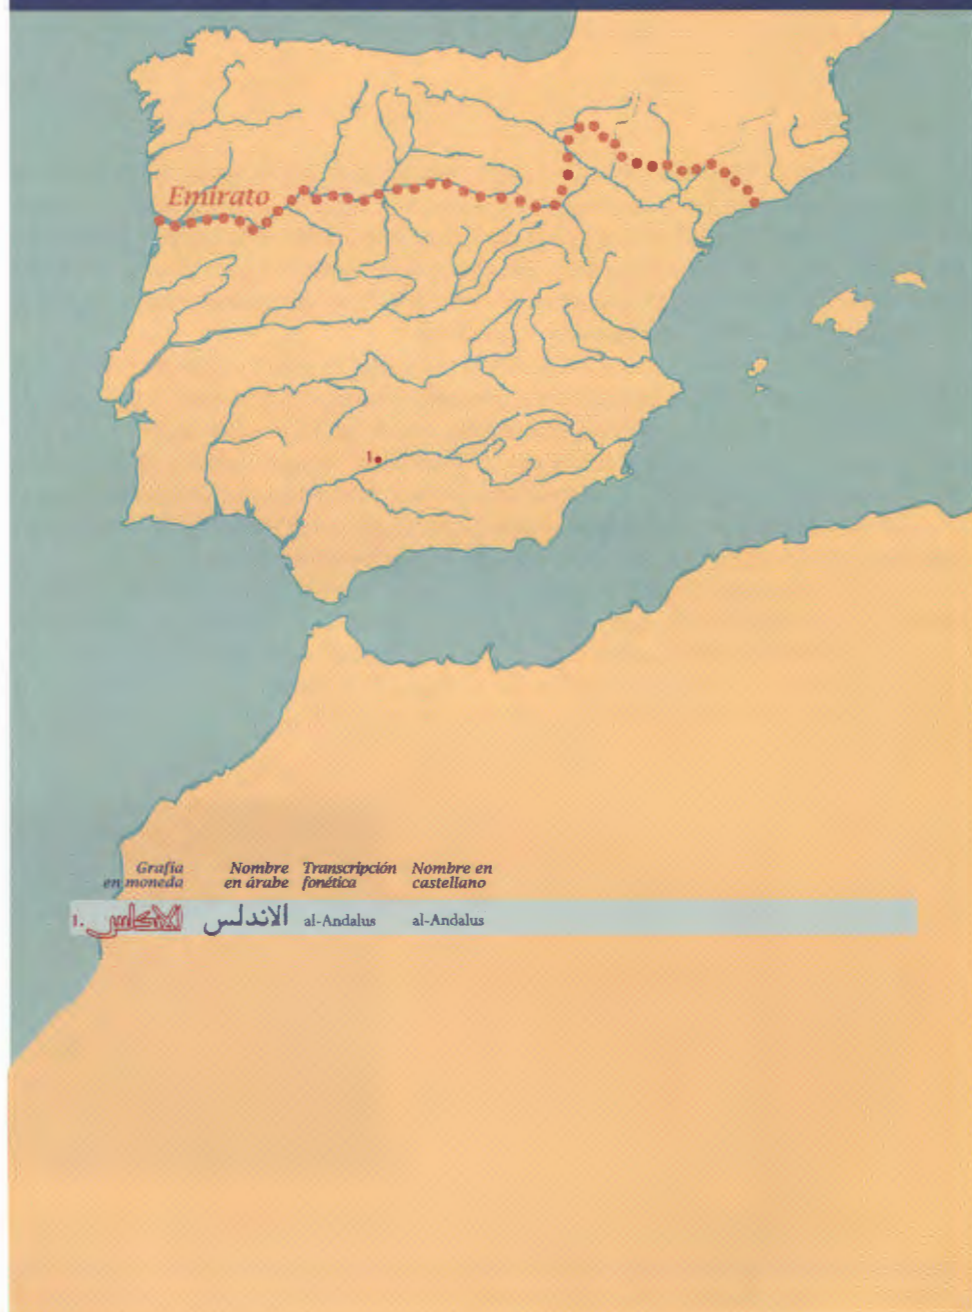 Emirato
1.
Grafía en moneda
Nombre en árabe
Transcripción fonética
Nombre en castellano
1. الاندلس الاندلس al-Andalus al-Andalus